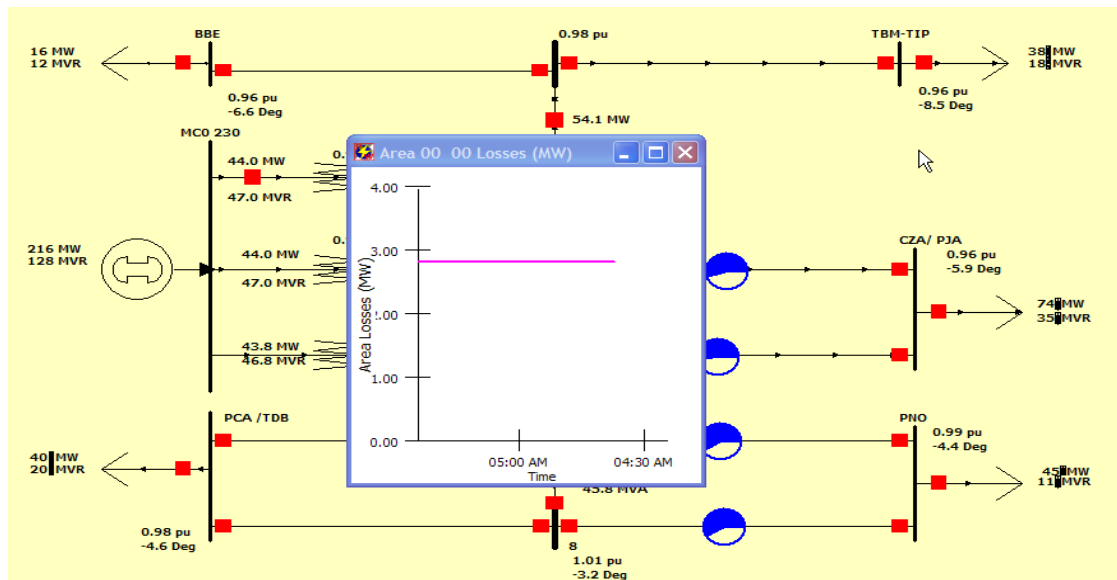 BBE
0.98 pu
TBM-TIP
16 MW
12 MVR
38 MW
18 MVR
0.96 pu
-6.6 Deg
0.96 pu
-8.5 Deg
54.1 MW
MC0 230
Area 00 00 Losses (MW)
44.0 MW
47.0 MVR
4.00
3.00
2.00
1.00
0.00
Area Losses (MW)
05:00 AM
04:30 AM
Time
216 MW
128 MVR
44.0 MW
47.0 MVR
CZA/ PJA
0.96 pu
-5.9 Deg
74 MW
35 MVR
43.8 MW
46.8 MVR
PCA /TDB
PNO
0.99 pu
-4.4 Deg
40 MW
20 MVR
45 MW
11 MVR
45.8 MVA
0.98 pu
-4.6 Deg
8
1.01 pu
-3.2 Deg